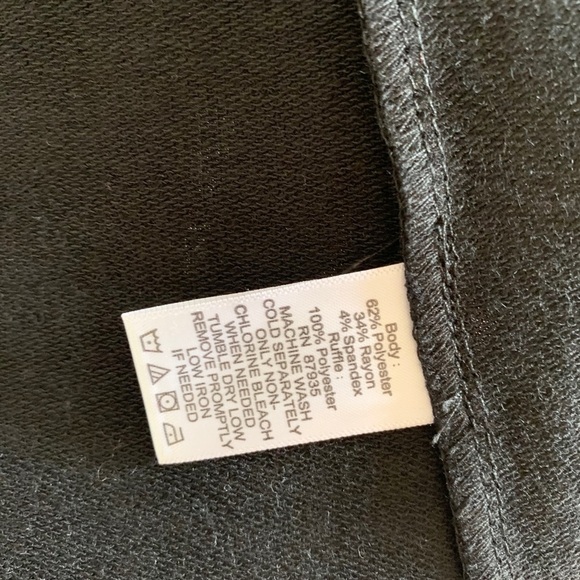 Body :
62% Polyester
34% Rayon
4% Spandex
Ruffle :
100% Polyester
RN 87935
MACHINE WASH
COLD SEPARATELY
ONLY NON-
CHLORINE BLEACH
WHEN NEEDED
TUMBLE DRY LOW
REMOVE PROMPTLY
LOW IRON
IF NEEDED